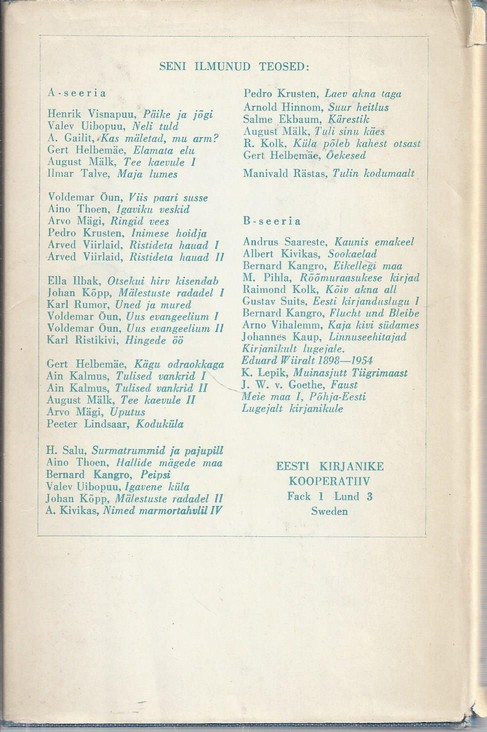 SENI ILMUNUD TEOSED:
A-seeria
Henrik Visnapuu, Päike ja jõgi
Valev Uibopuu, Neli tuld
A. Gailit, Kas mäletad, mu arm?
Gert Helbemäe, Elamata elu
August Mälk, Tee kaevule I
Ilmar Talve, Maja lumes
Voldemar Õun, Viis paari susse
Aino Thoen, Igaviku veskid
Arvo Mägi, Ringid vees
Pedro Krusten, Inimese hoidja
Arved Viirlaid, Ristideta hauad I
Arved Viirlaid, Ristideta hauad II
Ella Ilbak, Otsekui hirv kisendab
Johan Kõpp, Mälestuste radadel I
Karl Rumor, Uned ja mured
Voldemar Õun, Uus evangeelium I
Voldemar Õun, Uus evangeelium II
Karl Ristikivi, Hingede öö
Gert Helbemäe, Kägu odraokkaga
Ain Kalmus, Tulised vankrid I
Ain Kalmus, Tulised vankrid II
August Mälk, Tee kaevule II
Arvo Mägi, Uputus
Peeter Lindsaar, Koduküla
H. Salu, Surmatrummid ja pajupill
Aino Thoen, Hallide mägede maa
Bernard Kangro, Peipsi
Valev Uibopuu, Igavene küla
Johan Kõpp, Mälestuste radadel II
A. Kivikas, Nimed marmortahvlil IV
Pedro Krusten, Laev akna taga
Arnold Hinnom, Suur heitlus
Salme Ekbaum, Kärestik
August Mälk, Tuli sinu käes
R. Kolk, Küla põleb kahest otsast
Gert Helbemäe, Õekesed
Manivald Rästas, Tulin kodumaalt
B-seeria
Andrus Saareste, Kaunis emakeel
Albert Kivikas, Sookaelad
Bernard Kangro, Eikellegi maa
M. Pihla, Rõõmuraasukese kirjad
Raimond Kolk, Kõiv akna all
Gustav Suits, Eesti kirjanduslugu I
Bernard Kangro, Flucht und Bleibe
Arno Vihalemm, Kaja kivi südames
Johannes Kaup, Linnuseehitajad
Kirjanikult lugejale.
Eduard Wiiralt 1898—1954
K. Lepik, Muinasjutt Tiigrimaast
J. W. v. Goethe, Faust
Meie maa I, Põhja-Eesti
Lugejalt kirjanikule
EESTI KIRJANIKE
KOOPERATIIV
Fack 1 Lund 3
Sweden